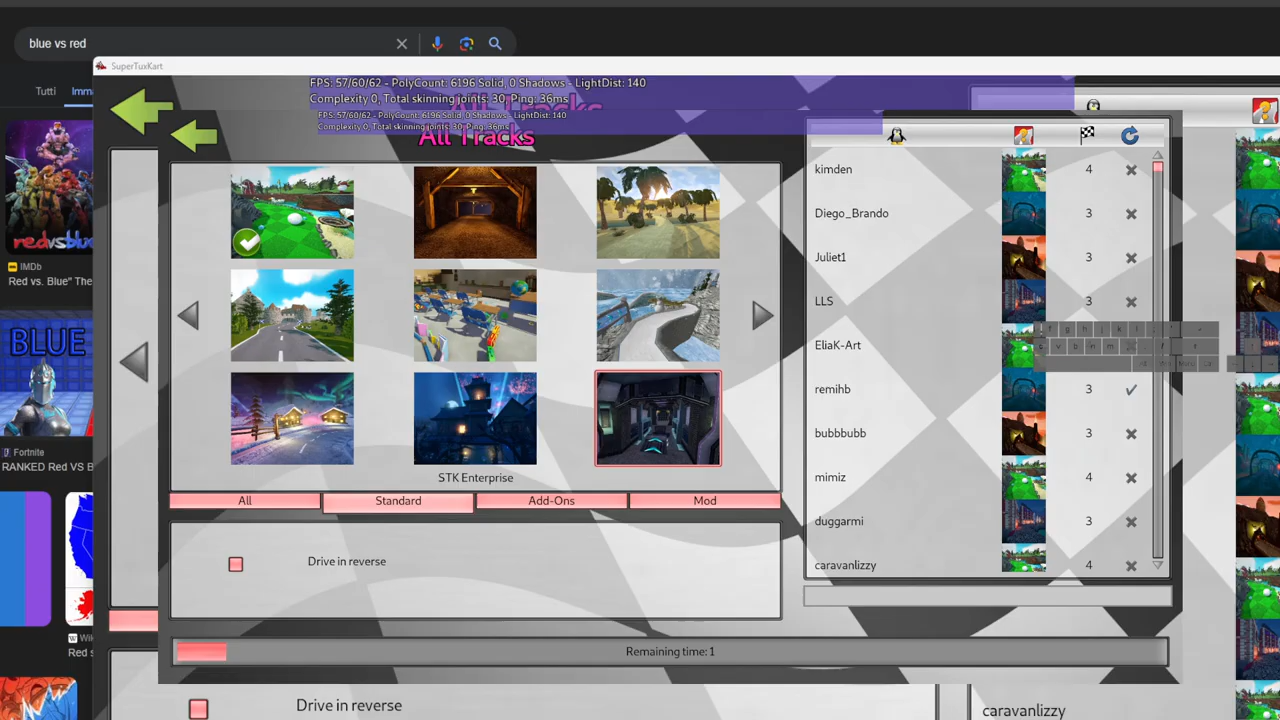 blue vs red
SuperTuxKart
Tutti
Imma
FPS: 57/60/62 - PolyCount: 6196 Solid, 0 Shadows - LightDist: 140
Complexity 0, Total skinning joints: 30, Ping: 36ms
FPS: 57/60/62 - PolyCount: 6196 Solid, 0 Shadows - LightDist: 140
Complexity 0, Total skinning joints: 30, Ping: 36ms
All Tracks
kimden 4
Diego_Brando 3
Juliet1 3
LLS 3
EliaK-Art
remihb 3
bubbbubb 3
mimiz 4
duggarmi 3
caravanlizzy 4
redvsblue
IMDb
Red vs. Blue" The
BLUE
Fortnite
RANKED Red VS B
STK Enterprise
All Standard Add-Ons Mod
Drive in reverse
Remaining time: 1
W Wi
Red s
Drive in reverse
caravanlizzy